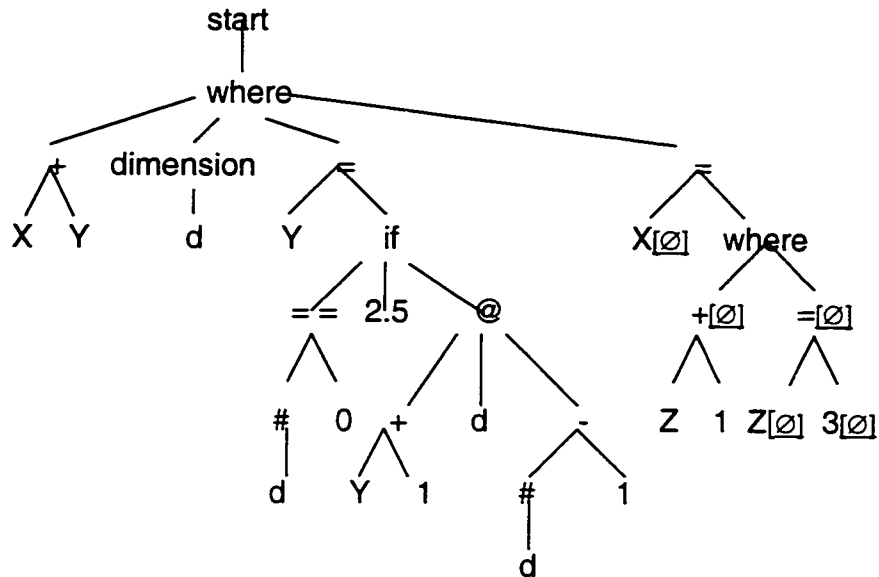 start
where
+ dimension = =
X Y d Y if X[∅] where
== 2.5 @ +[∅] =[∅]
# 0 + d - Z 1 Z[∅] 3[∅]
d Y 1 # 1
d